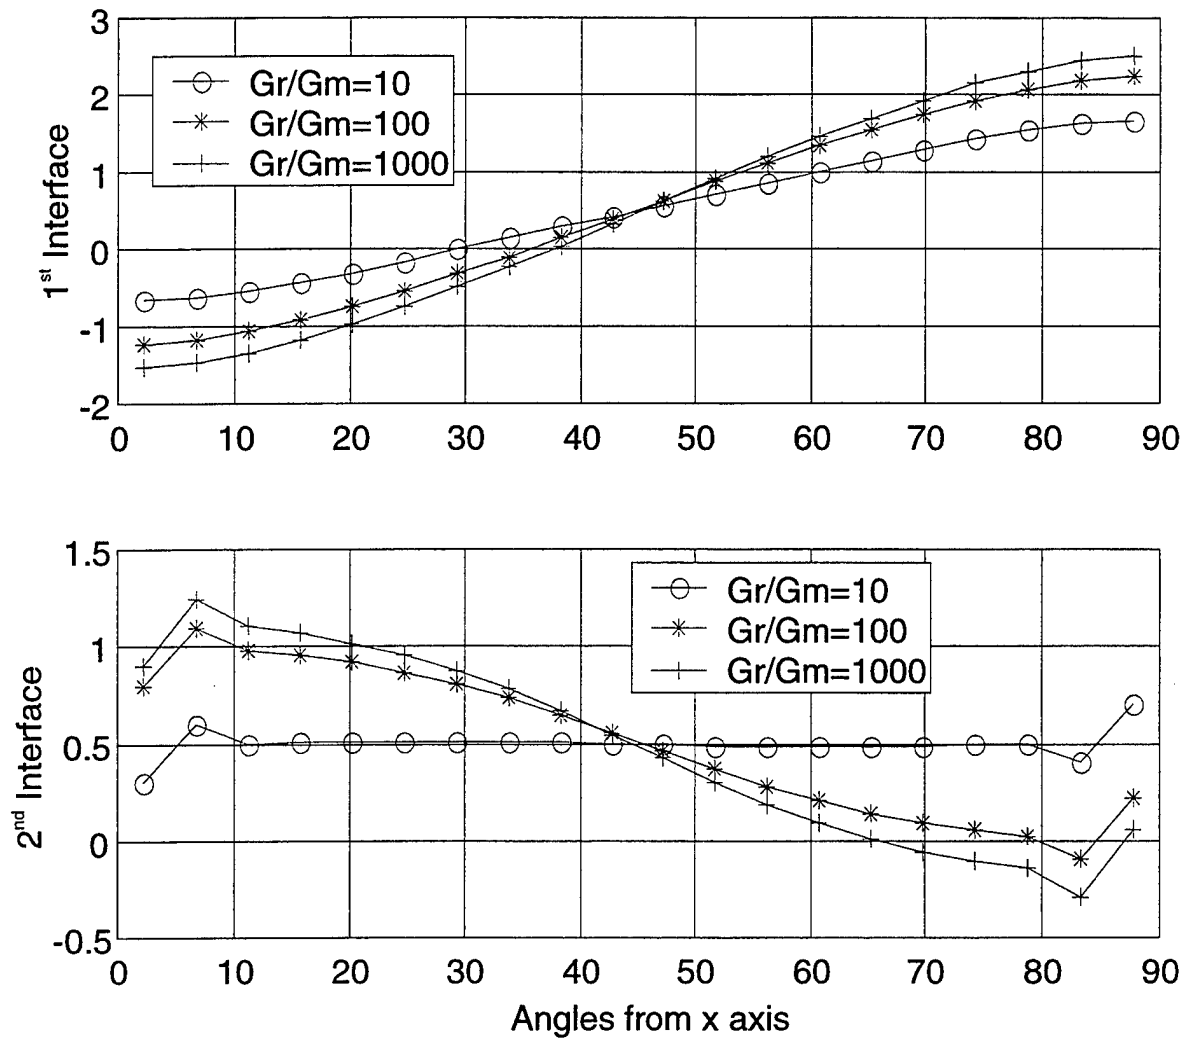 3
2
1
0
-1
-2
1st Interface
Gr/Gm=10
Gr/Gm=100
Gr/Gm=1000
0 10 20 30 40 50 60 70 80 90
1.5
1
0.5
0
-0.5
2nd Interface
Gr/Gm=10
Gr/Gm=100
Gr/Gm=1000
0 10 20 30 40 50 60 70 80 90
Angles from x axis